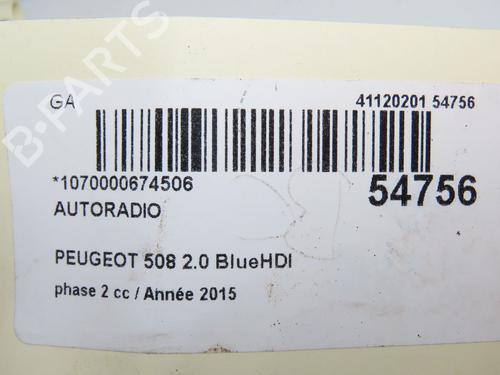 GA
41120201 54756
*1070000674506
54756
AUTORADIO
PEUGEOT 508 2.0 BlueHDI
phase 2 cc / Année 2015
B-PARTS